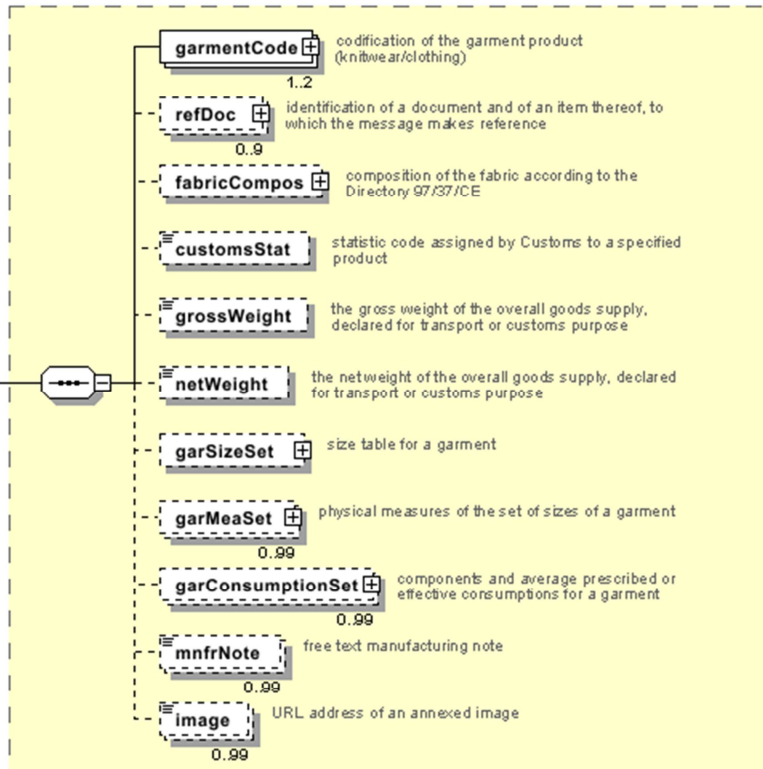 garmentCode
codification of the garment product
(knitwear/clothing)
1..2
refDoc
identification of a document and of an item thereof, to
which the message makes reference
0..9
fabricCompos
composition of the fabric according to the
Directory 97/37/CE
customsStat
statistic code assigned by Customs to a specified
product
grossWeight
the gross weight of the overall goods supply,
declared for transport or customs purpose
netWeight
the net weight of the overall goods supply, declared
for transport or customs purpose
garSizeSet
size table for a garment
garMeaSet
physical measures of the set of sizes of a garment
0..99
garConsumptionSet
components and average prescribed or
effective consumptions for a garment
0..99
mnfrNote
free text manufacturing note
0..99
image
URL address of an annexed image
0..99